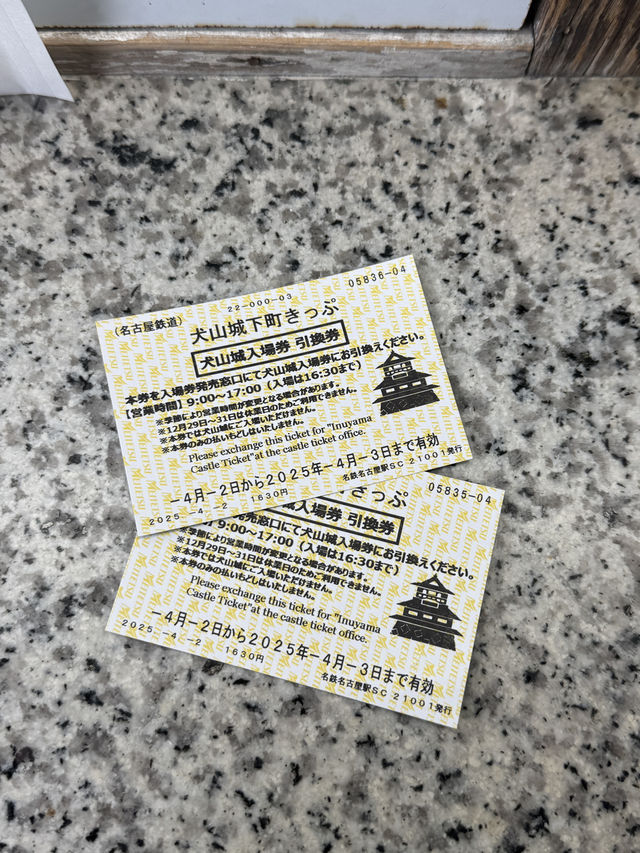 22-000-03
05836-04
(名古屋鉄道)
犬山城下町きっぷ
犬山城入場券 引換券
本券を入場券発売窓口にて犬山城入場券にお引換えください。
【営業時間】9:00~17:00(入場は16:30まで)
※季節により営業時間が変更となる場合があります。
※12月29日~31日は休業日のためご利用できません。
※本券では犬山城にご入場いただけません。
※本券のみの払いもどしはいたしません。
Please exchange this ticket for "Inuyama
Castle Ticket"at the castle ticket office.
-4月-2日から2025年-4月-3日まで有効
2025.-4.-2
1630円
名鉄名古屋駅SC 21001発行
05835-04
きっぷ
城入場券 引換券
売窓口にて犬山城入場券にお引換えください。
9:00~17:00(入場は16:30まで)
※季節により営業時間が変更となる場合があります。
※12月29日~31日は休業日のためご利用できません。
※本券では犬山城にご入場いただけません。
※本券のみの払いもどしはいたしません。
Please exchange this ticket for "Inuyama
Castle Ticket"at the castle ticket office.
-4月-2日から2025年-4月-3日まで有効
2025.-4.-2
1630円
名鉄名古屋駅SC 21001発行